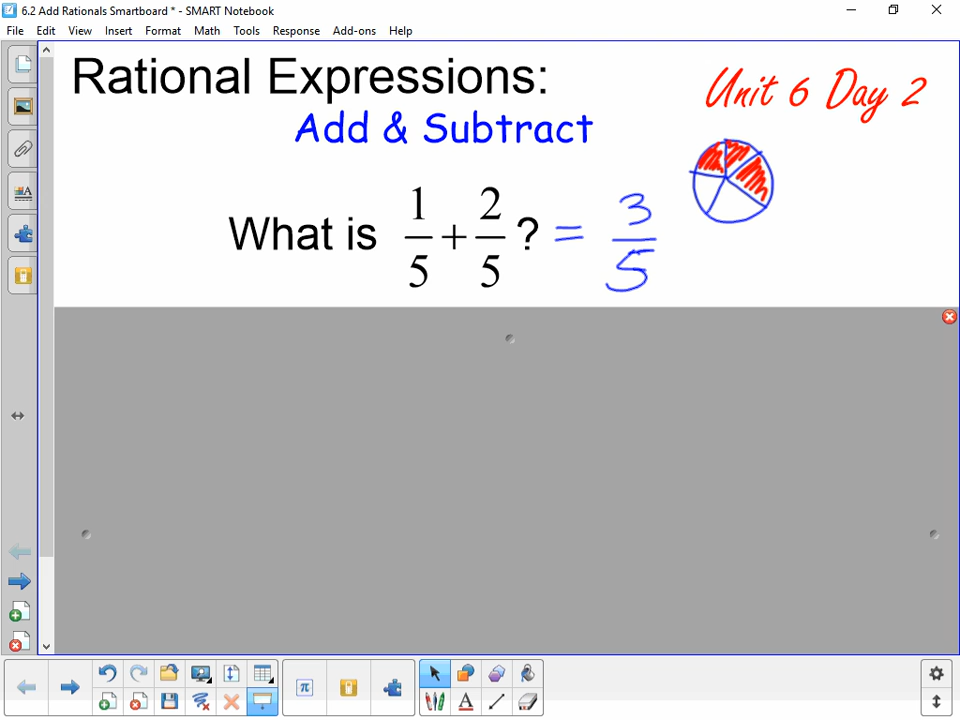 6.2 Add Rationals Smartboard * - SMART Notebook
File Edit View Insert Format Math Tools Response Add-ons Help
Rational Expressions:
Unit 6 Day 2
Add & Subtract
What is 1/5 + 2/5 ? = 3/5
π
A